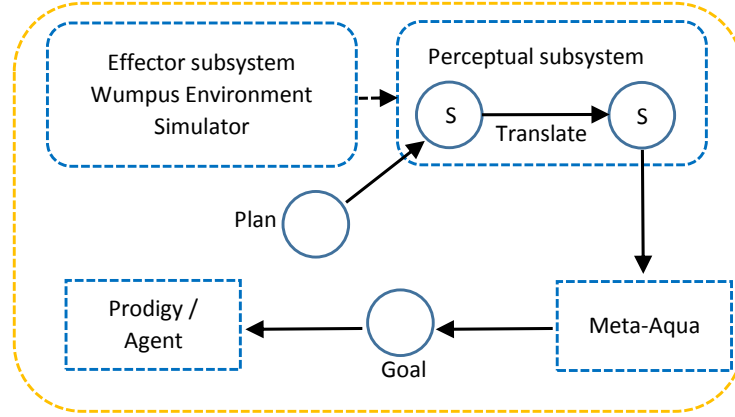 Effector subsystem
Wumpus Environment
Simulator
Perceptual subsystem
S
S
Translate
Plan
Prodigy /
Agent
Goal
Meta-Aqua